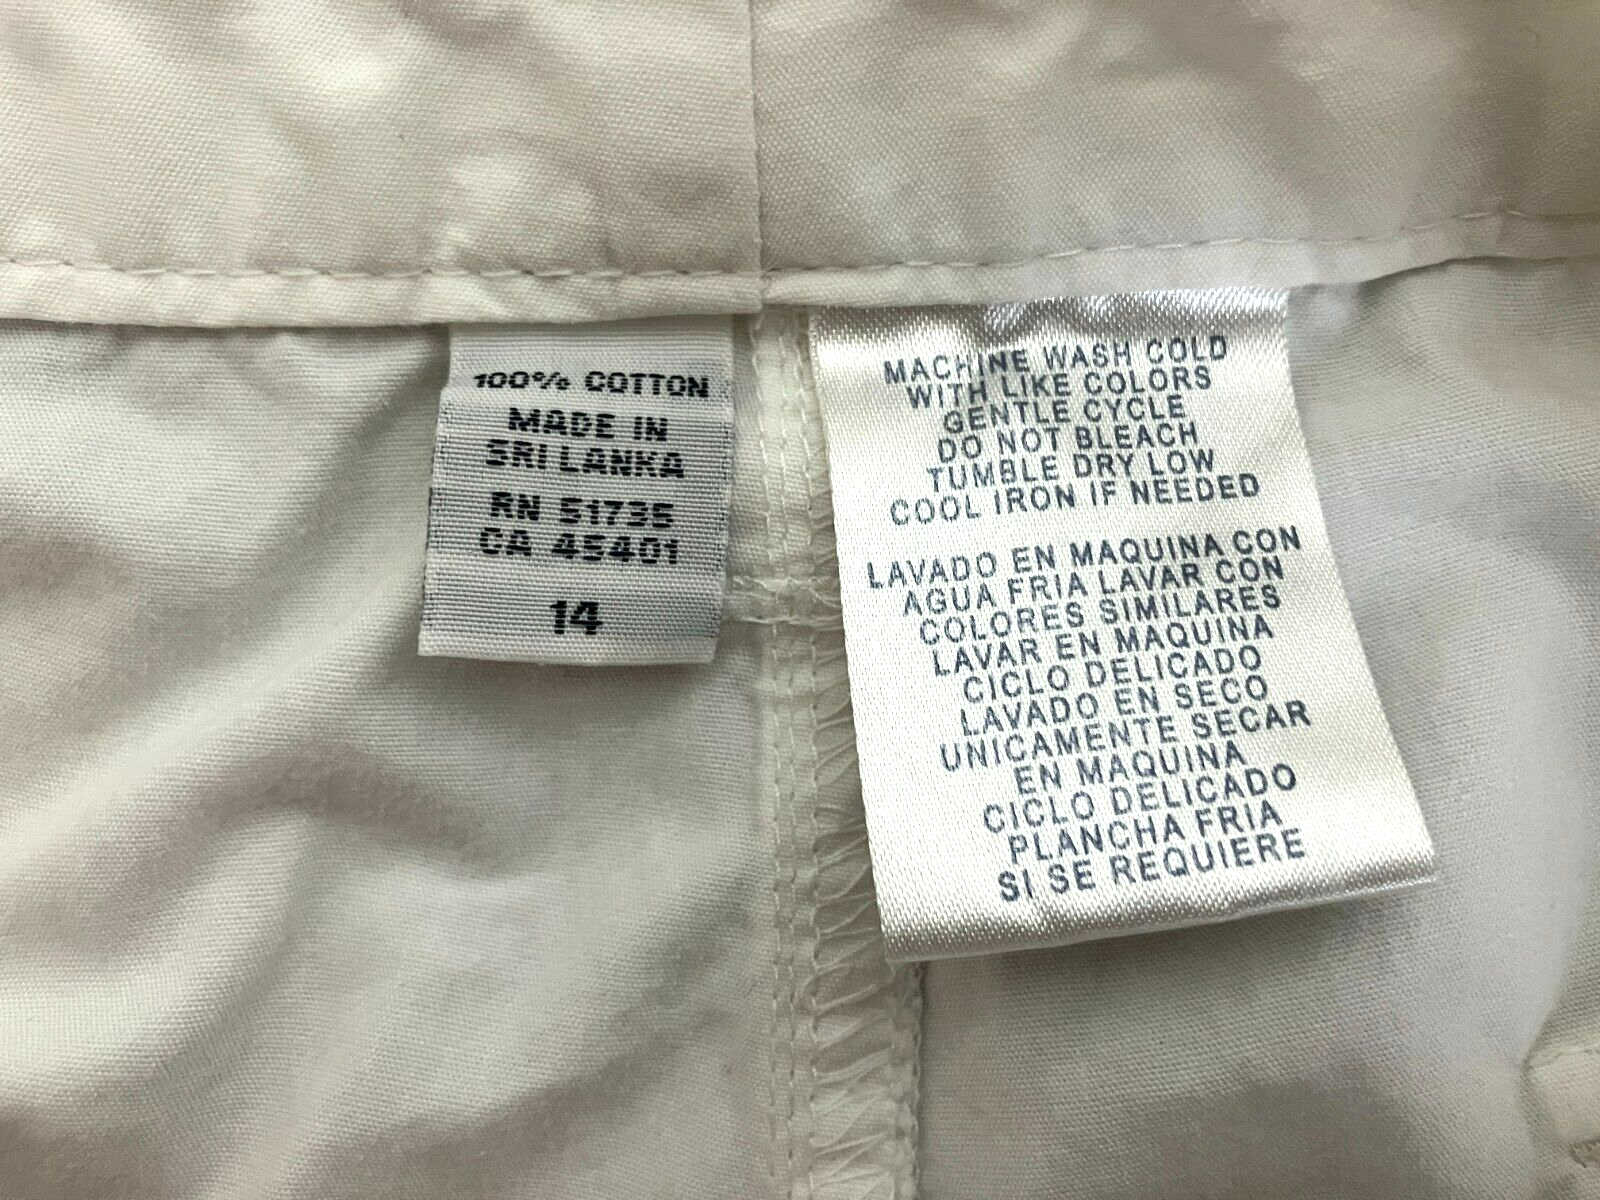 100% COTTON
MADE IN
SRI LANKA
RN 51735
CA 45401
14
MACHINE WASH COLD
WITH LIKE COLORS
GENTLE CYCLE
DO NOT BLEACH
TUMBLE DRY LOW
COOL IRON IF NEEDED
LAVADO EN MAQUINA CON
AGUA FRIA LAVAR CON
COLORES SIMILARES
LAVAR EN MAQUINA
CICLO DELICADO
LAVADO EN SECO
UNICAMENTE SECAR
EN MAQUINA
CICLO DELICADO
PLANCHA FRIA
SI SE REQUIERE